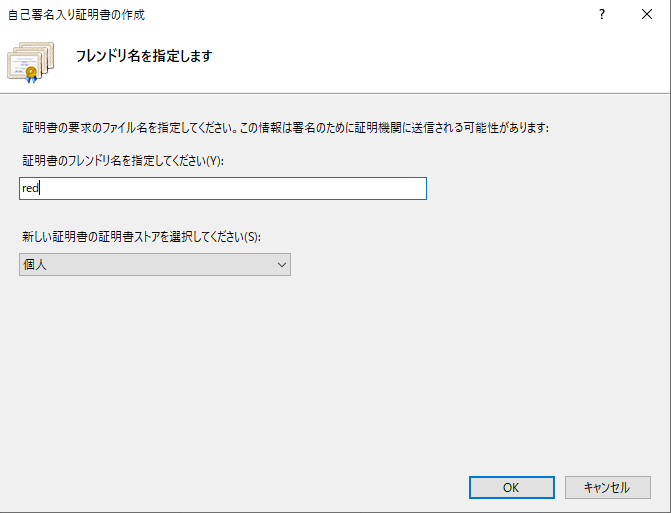 自己署名入り証明書の作成
?
フレンドリ名を指定します
証明書の要求のファイル名を指定してください。この情報は署名のために証明機関に送信される可能性があります:
証明書のフレンドリ名を指定してください(Y):
red
新しい証明書の証明書ストアを選択してください(S):
個人
OK
キャンセル